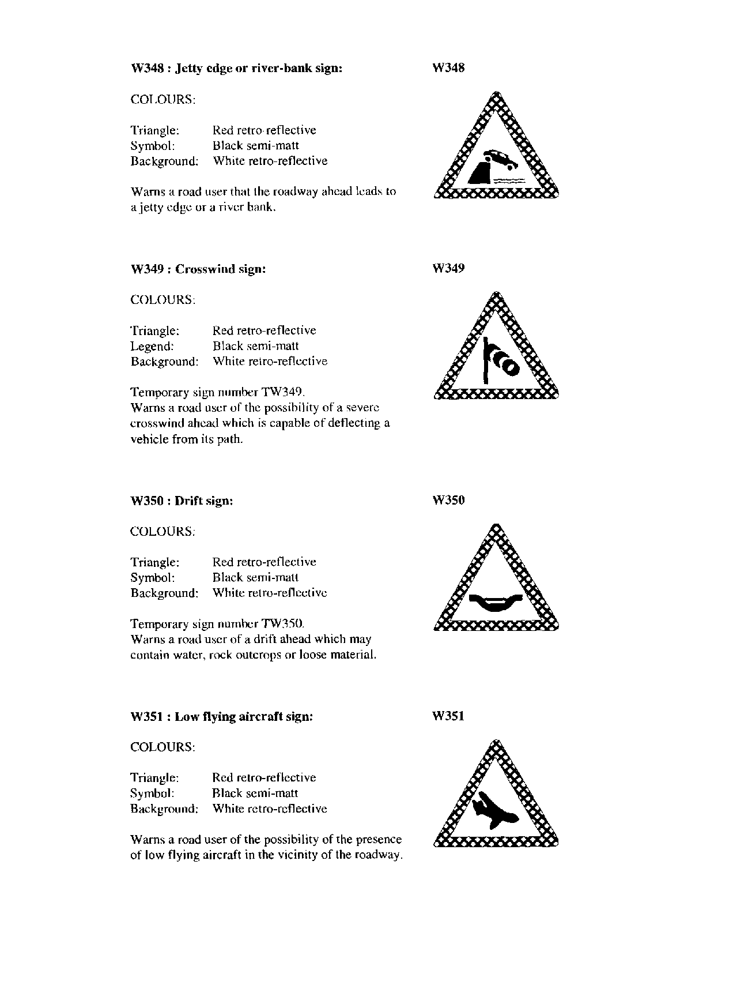 W348 : Jetty edge or river-bank sign: W348
COLOURS:
Triangle: Red retro-reflective
Symbol: Black semi-matt
Background: White retro-reflective
Warns a road user that the roadway ahead leads to
a jetty edge or a river bank.
W349 : Crosswind sign: W349
COLOURS:
Triangle: Red retro-reflective
Legend: Black semi-matt
Background: White retro-reflective
Temporary sign number TW349.
Warns a road user of the possibility of a severe
crosswind ahead which is capable of deflecting a
vehicle from its path.
W350 : Drift sign: W350
COLOURS:
Triangle: Red retro-reflective
Symbol: Black semi-matt
Background: White retro-reflective
Temporary sign number TW350.
Warns a road user of a drift ahead which may
contain water, rock outcrops or loose material.
W351 : Low flying aircraft sign: W351
COLOURS:
Triangle: Red retro-reflective
Symbol: Black semi-matt
Background: White retro-reflective
Warns a road user of the possibility of the presence
of low flying aircraft in the vicinity of the roadway.